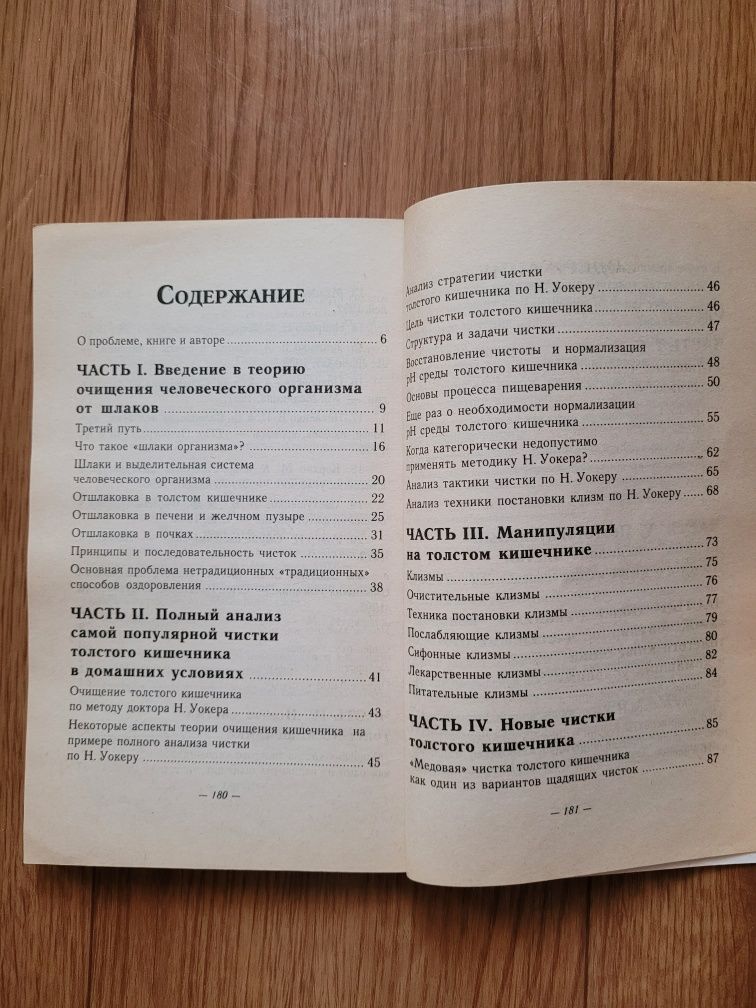 СОДЕРЖАНИЕ
О проблеме, книге и авторе 6
ЧАСТЬ I. Введение в теорию
очищения человеческого организма
от шлаков 9
Третий путь 11
Что такое «шлаки организма»? 16
Шлаки и выделительная система
человеческого организма 20
Отшлаковка в толстом кишечнике 22
Отшлаковка в печени и желчном пузыре 25
Отшлаковка в почках 31
Принципы и последовательность чисток 35
Основная проблема нетрадиционных «традиционных»
способов оздоровления 38
ЧАСТЬ II. Полный анализ
самой популярной чистки
толстого кишечника
в домашних условиях 41
Очищение толстого кишечника
по методу доктора Н. Уокера 43
Некоторые аспекты теории очищения кишечника на
примере полного анализа чистки
по Н. Уокеру 45
— 180 —
Анализ стратегии чистки
толстого кишечника по Н. Уокеру 46
Цель чистки толстого кишечника 46
Структура и задачи чистки 47
Восстановление чистоты и нормализация
pH среды толстого кишечника 48
Основы процесса пищеварения 50
Еще раз о необходимости нормализации
pH среды толстого кишечника 55
Когда категорически недопустимо
применять методику Н. Уокера? 62
Анализ тактики чистки по Н. Уокеру 65
Анализ техники постановки клизм по Н. Уокеру 68
ЧАСТЬ III. Манипуляции
на толстом кишечнике 73
Клизмы 75
Очистительные клизмы 76
Техника постановки клизмы 77
Послабляющие клизмы 79
Сифонные клизмы 80
Лекарственные клизмы 82
Питательные клизмы 84
ЧАСТЬ IV. Новые чистки
толстого кишечника 85
«Медовая» чистка толстого кишечника
как один из вариантов щадящих чисток 87
— 181 —